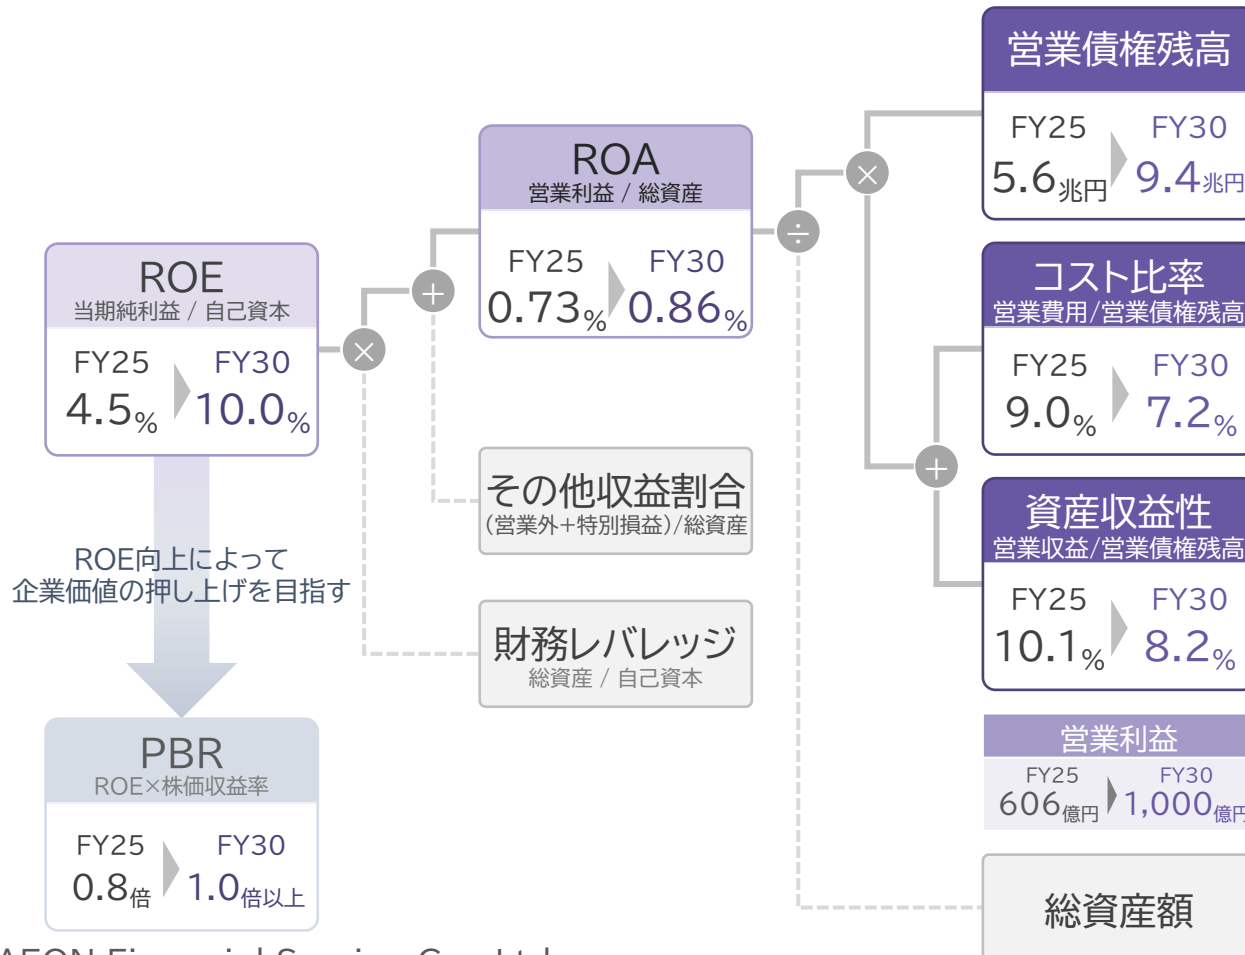 ROE
当期純利益 / 自己資本
FY25 FY30
4.5% 10.0%
×
ROE向上によって
企業価値の押し上げを目指す
PBR
ROE×株価収益率
FY25 FY30
0.8倍 1.0倍以上
+
ROA
営業利益 / 総資産
FY25 FY30
0.73% 0.86%
その他収益割合
(営業外+特別損益)/総資産
財務レバレッジ
総資産 / 自己資本
÷
×
+
営業債権残高
FY25 FY30
5.6兆円 9.4兆円
コスト比率
営業費用/営業債権残高
FY25 FY30
9.0% 7.2%
資産収益性
営業収益/営業債権残高
FY25 FY30
10.1% 8.2%
営業利益
FY25 FY30
606億円 1,000億円
総資産額